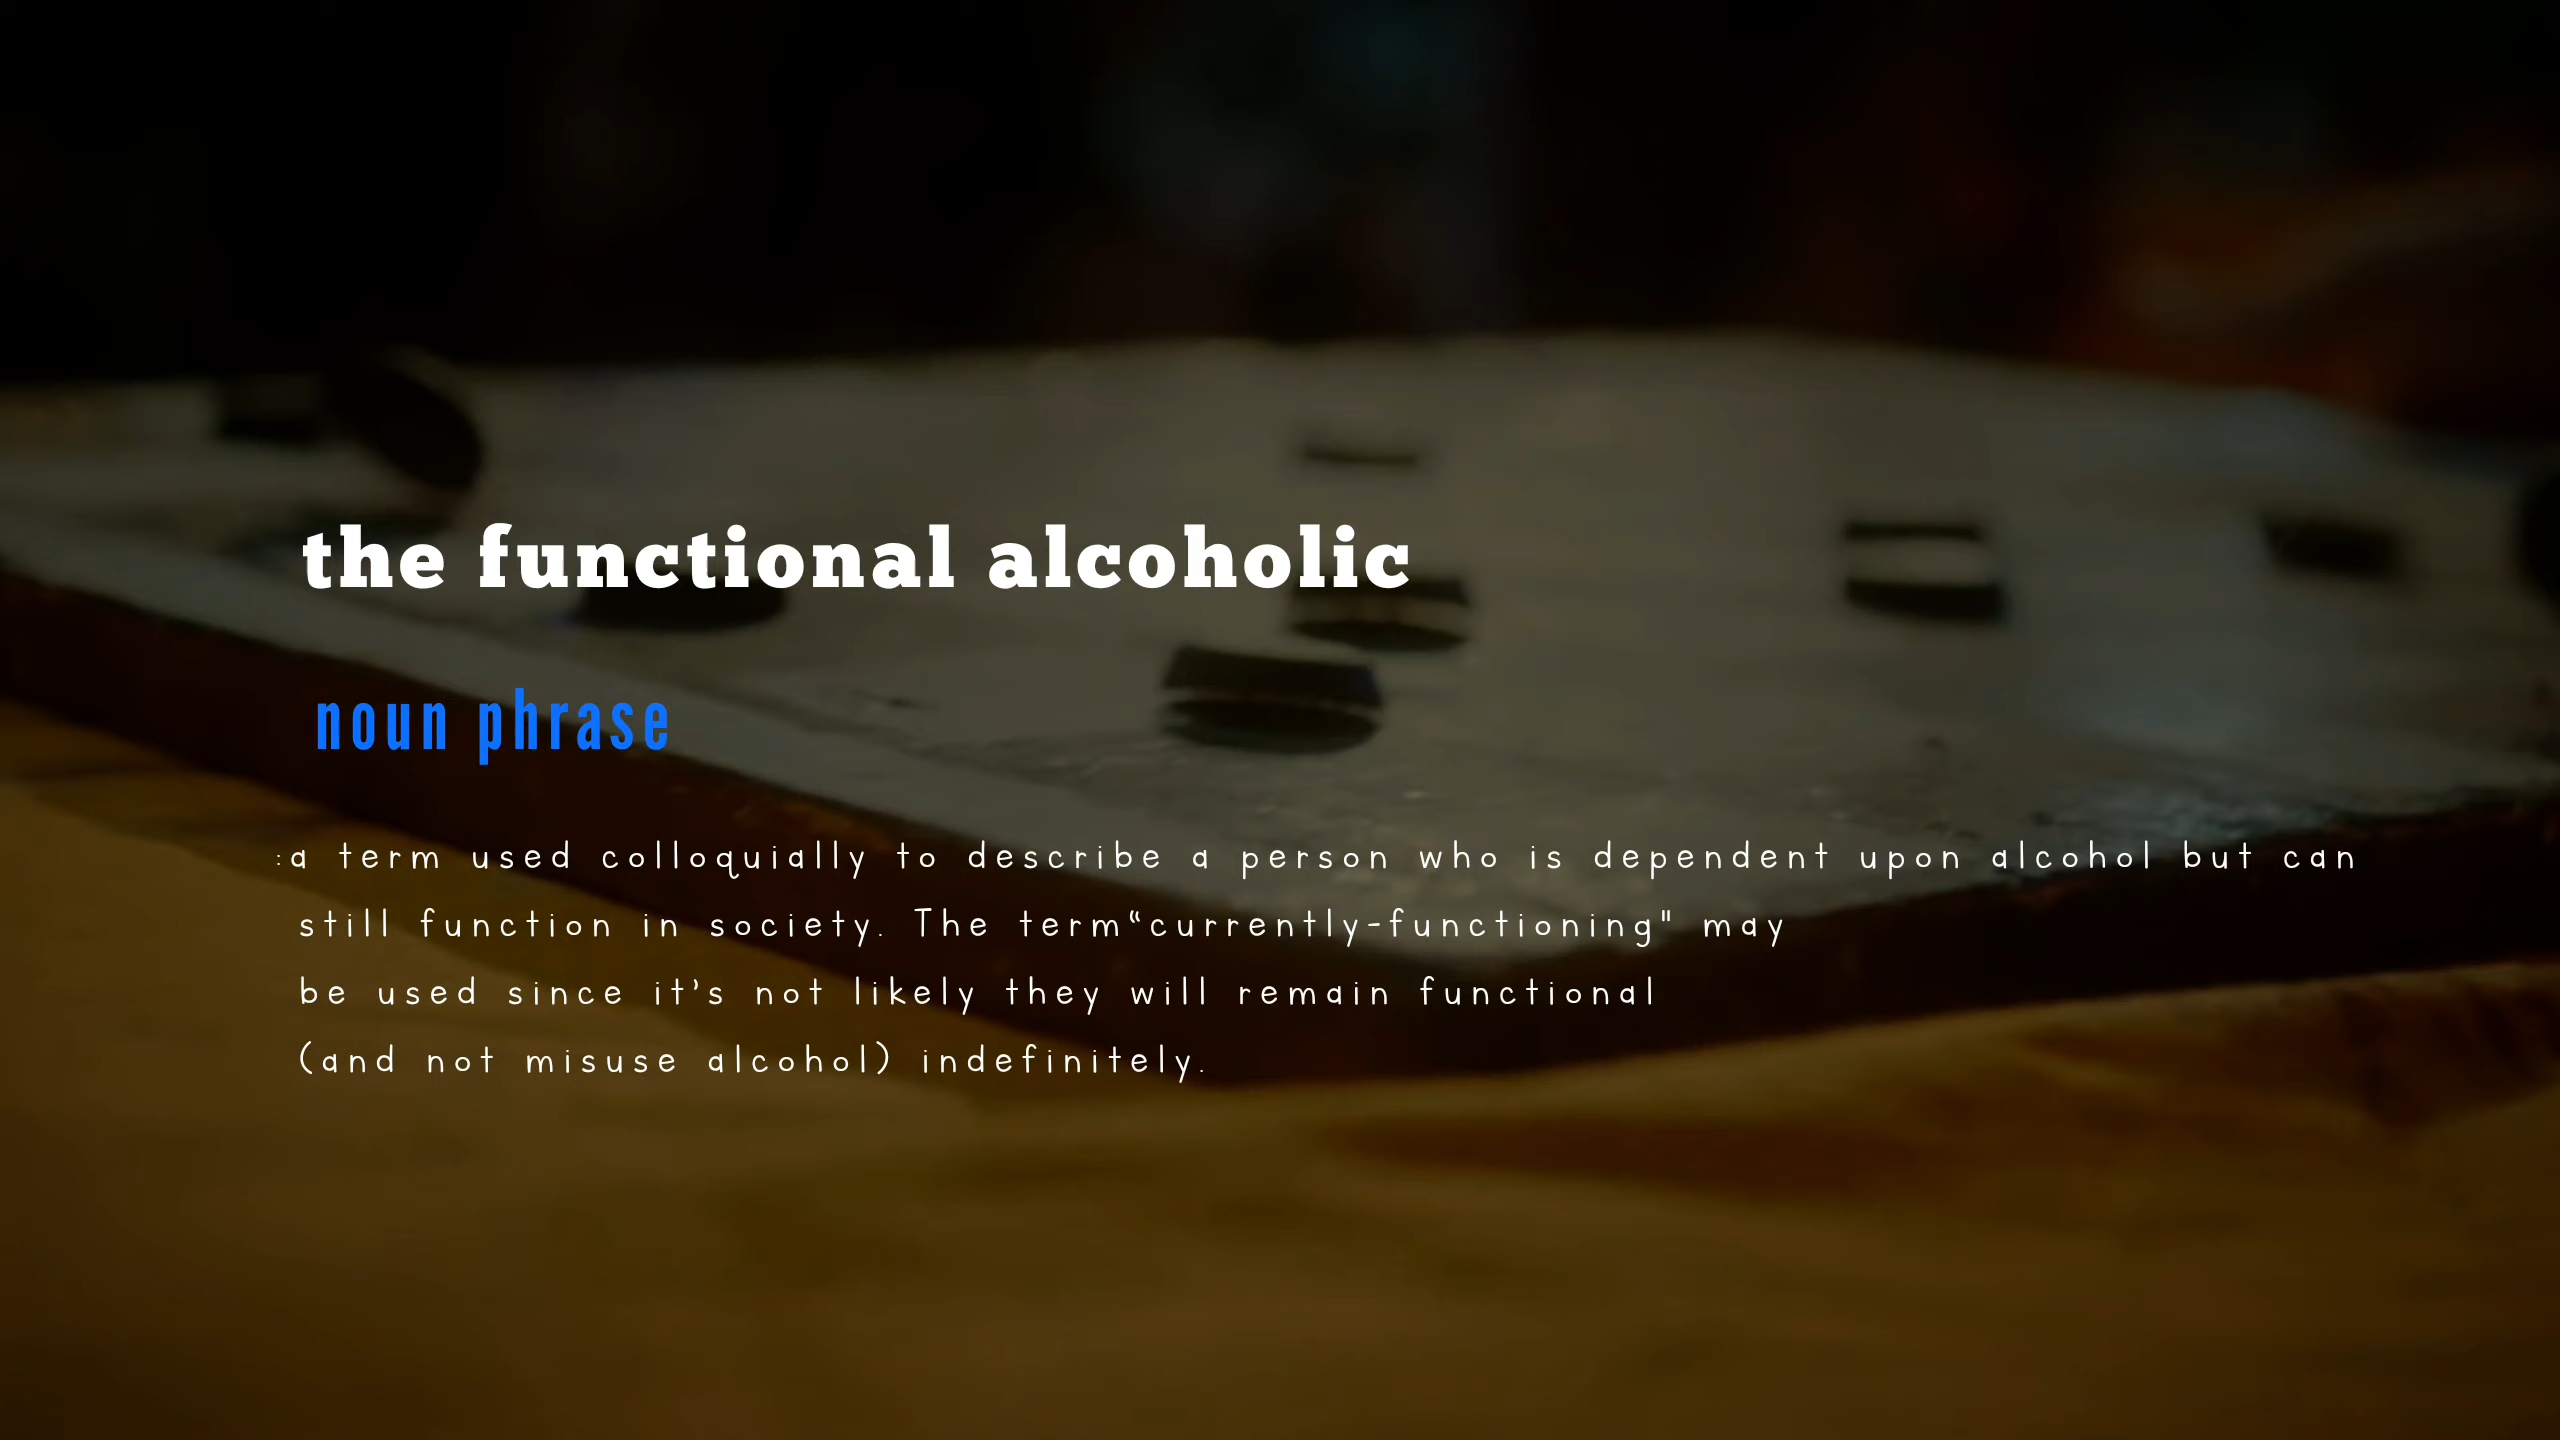 the functional alcoholic
noun phrase
:a term used colloquially to describe a person who is dependent upon alcohol but can
still function in society. The term“currently-functioning" may
be used since it's not likely they will remain functional
(and not misuse alcohol) indefinitely.